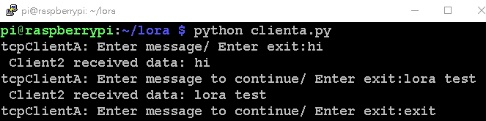 pi@raspberrypi: ~/lora
pi@raspberrypi:~/lora $ python clienta.py
tcpClientA: Enter message/ Enter exit:hi
 Client2 received data: hi
tcpClientA: Enter message to continue/ Enter exit:lora test
 Client2 received data: lora test
tcpClientA: Enter message to continue/ Enter exit:exit